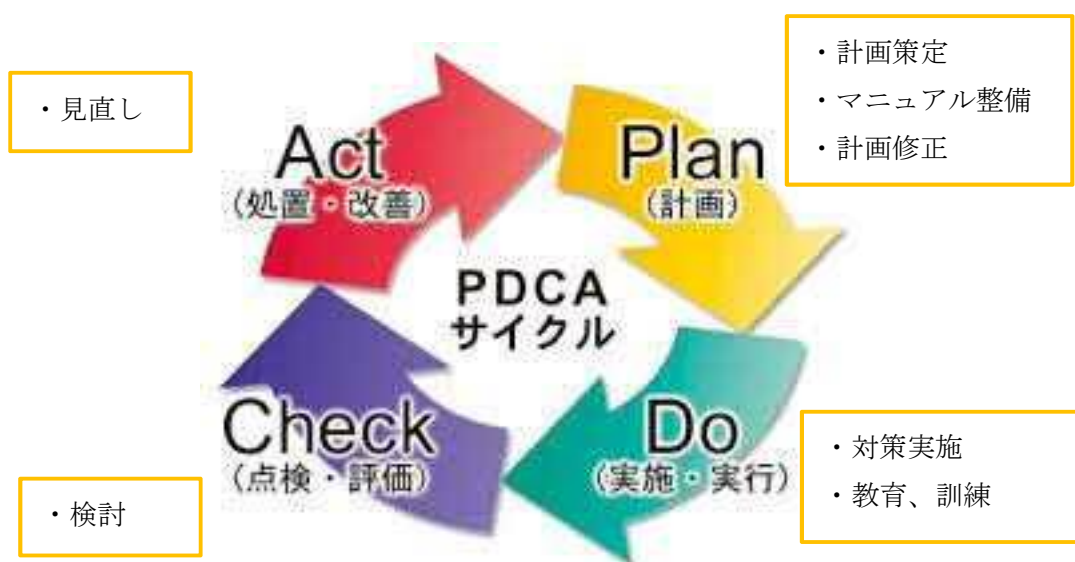 ・見直し
Act
(処置・改善)
Plan
(計画)
・計画策定
・マニュアル整備
・計画修正
PDCA
サイクル
Check
(点検・評価)
・検討
Do
(実施・実行)
・対策実施
・教育、訓練